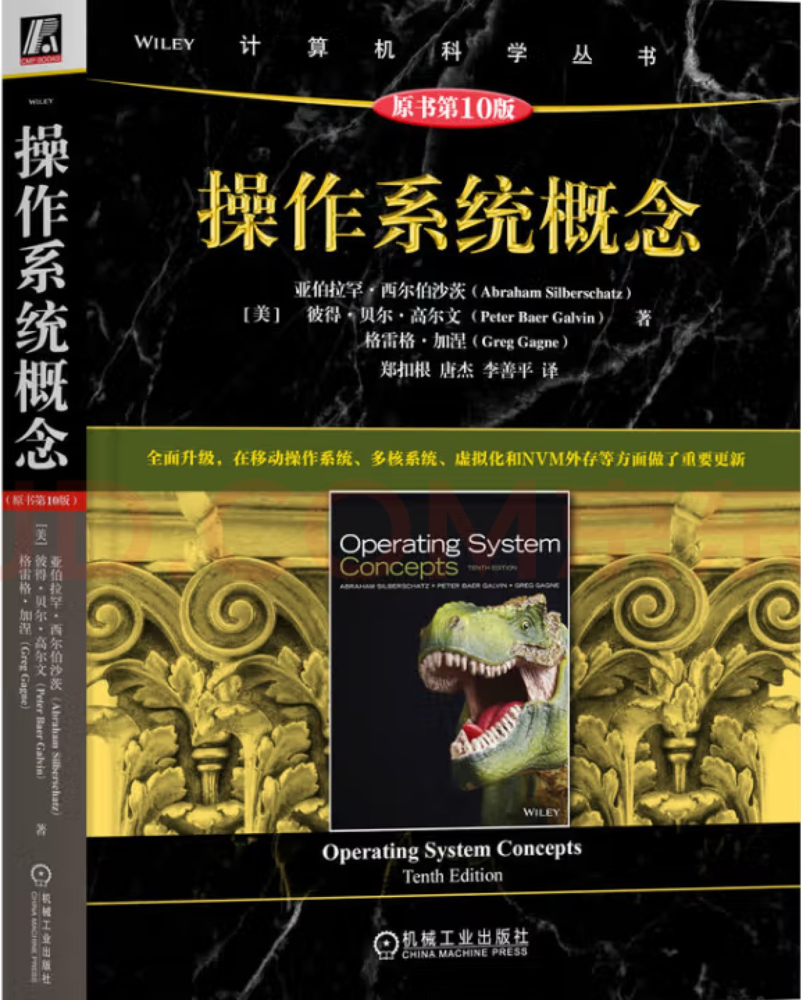 CMP BOOKS
WILEY
操作系统概念
（原书第10版）
[美]
亚伯拉罕·西尔伯沙茨（Abraham Silberschatz）
彼得·贝尔·高尔文（Peter Baer Galvin）
格雷格·加涅（Greg Gagne）
著
机械工业出版社
CHINA MACHINE PRESS
WILEY 计算机科学丛书
原书第10版
操作系统概念
亚伯拉罕·西尔伯沙茨（Abraham Silberschatz）
[美] 彼得·贝尔·高尔文（Peter Baer Galvin） 著
格雷格·加涅（Greg Gagne）
郑扣根 唐杰 李善平 译
全面升级，在移动操作系统、多核系统、虚拟化和NVM外存等方面做了重要更新
JD.COM
Operating System
Concepts TENTH EDITION
ABRAHAM SILBERSCHATZ • PETER BAER GALVIN • GREG GAGNE
WILEY
Operating System Concepts
Tenth Edition
机械工业出版社
CHINA MACHINE PRESS